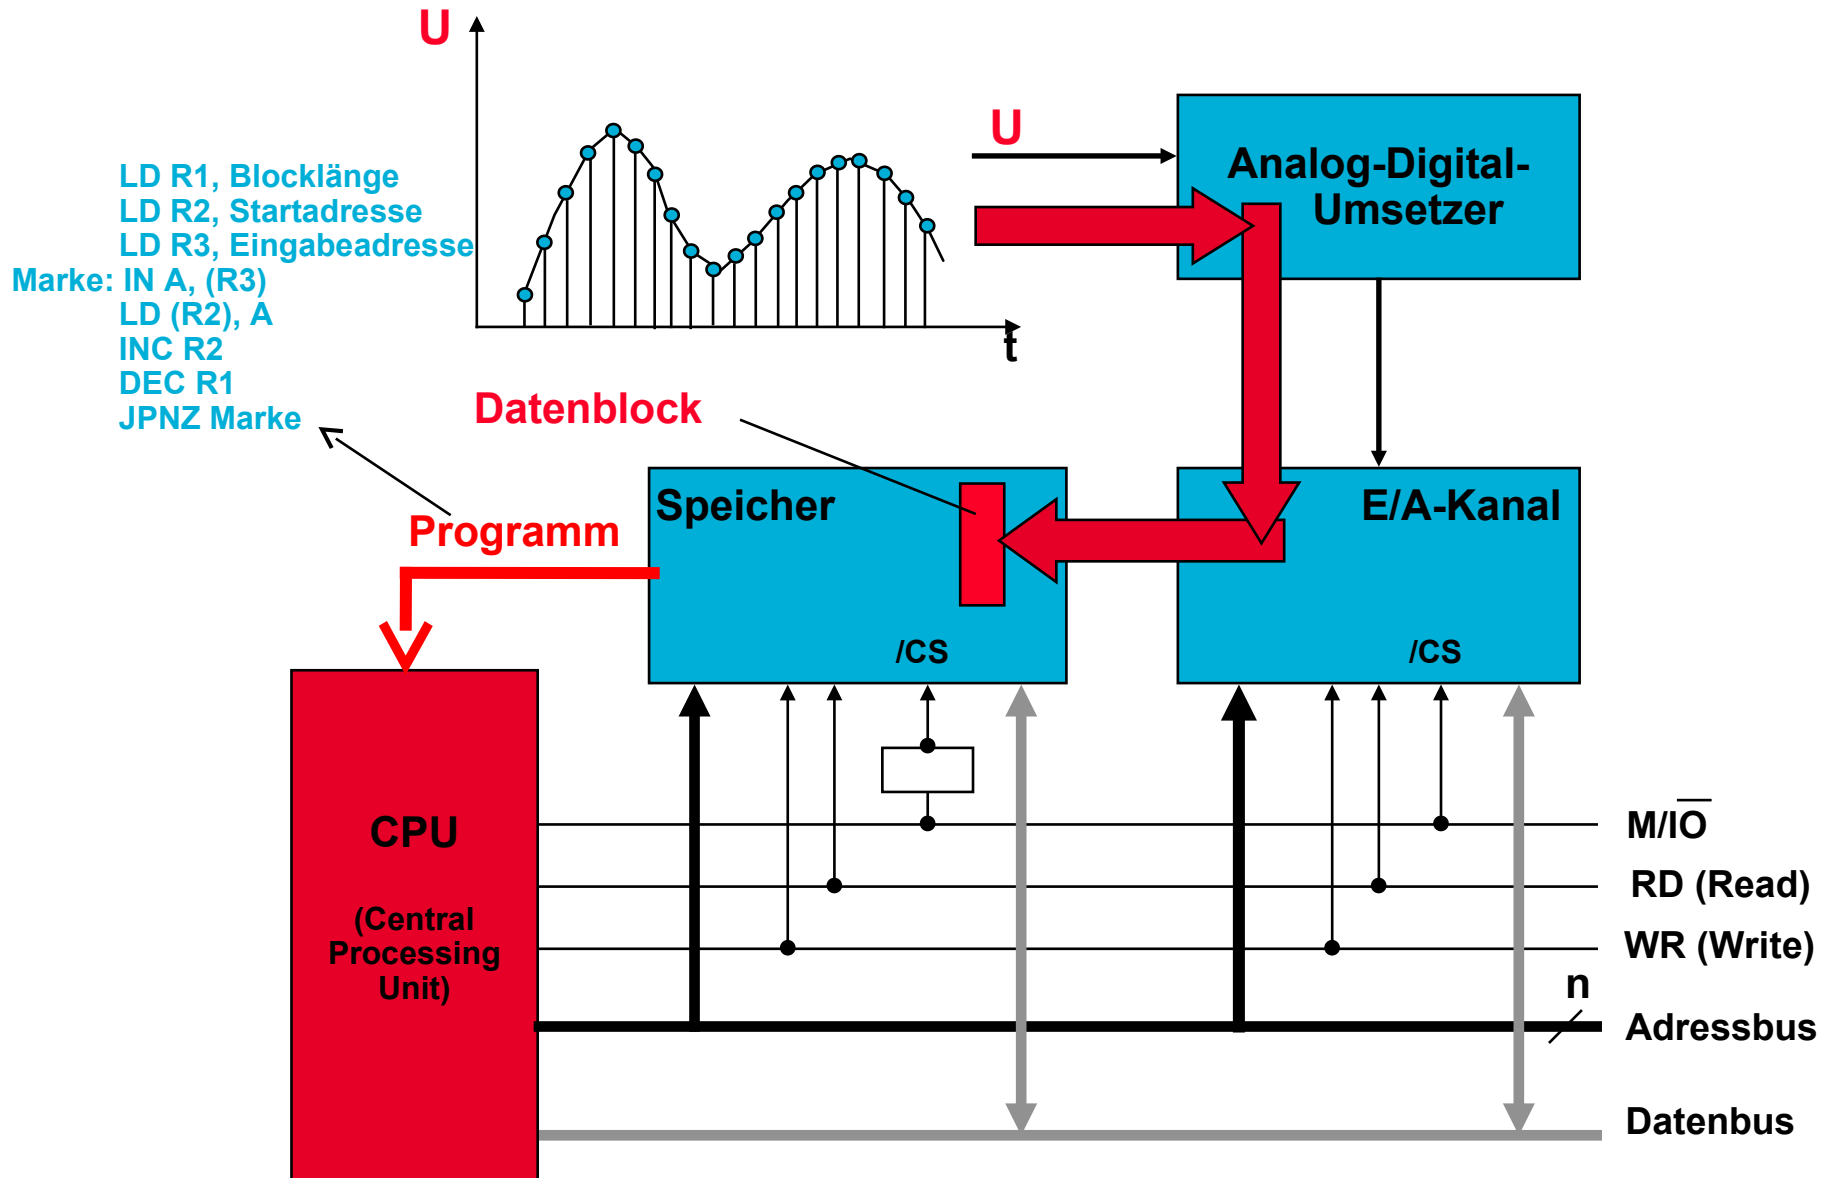 U
U
Analog-Digital-
Umsetzer
LD R1, Blocklänge
LD R2, Startadresse
LD R3, Eingabeadresse
Marke: IN A, (R3)
LD (R2), A
INC R2
DEC R1
JPNZ Marke
t
Datenblock
Speicher
E/A-Kanal
Programm
/CS
/CS
CPU
(Central
Processing
Unit)
M/IO̅
RD (Read)
WR (Write)
n
Adressbus
Datenbus